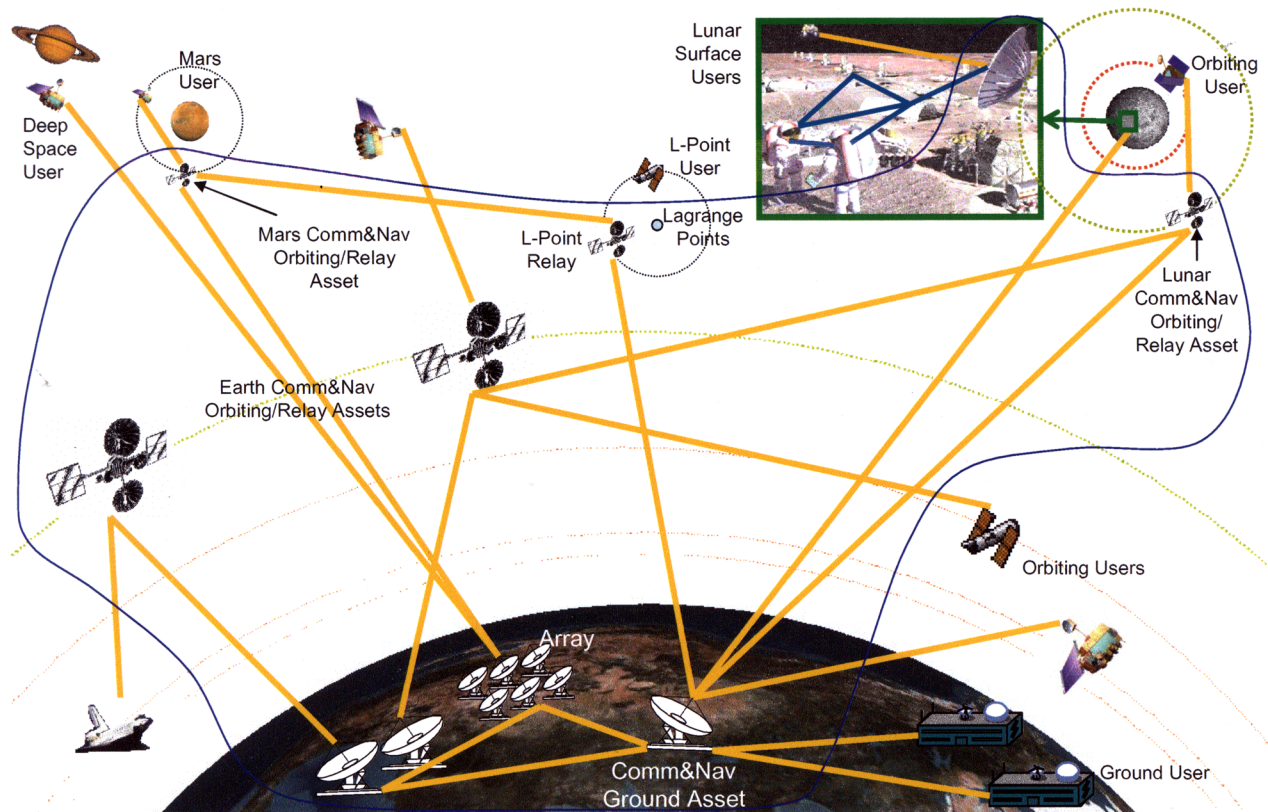 Mars
User
Deep
Space
User
Mars Comm&Nav
Orbiting/Relay
Asset
L-Point
User
L-Point
Relay
Lagrange
Points
Lunar
Surface
Users
Orbiting
User
Lunar
Comm&Nav
Orbiting/
Relay Asset
Earth Comm&Nav
Orbiting/Relay Assets
Orbiting Users
Array
Comm&Nav
Ground Asset
Ground User